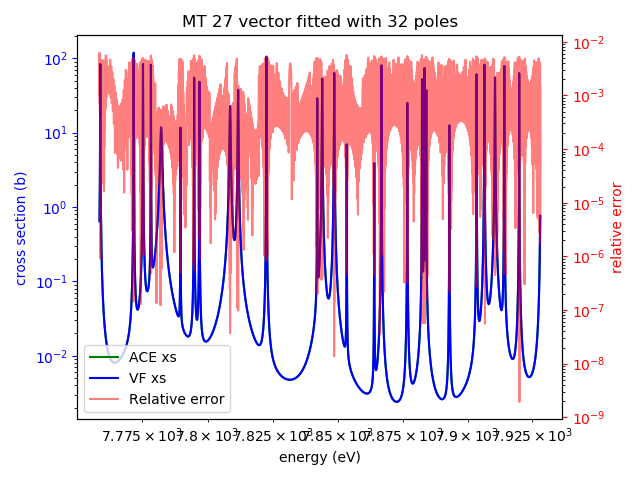 MT 27 vector fitted with 32 poles
10²
10¹
10⁰
10⁻¹
10⁻²
cross section (b)
10⁻²
10⁻³
10⁻⁴
10⁻⁵
10⁻⁶
10⁻⁷
10⁻⁸
10⁻⁹
relative error
ACE xs
VF xs
Relative error
7.775 × 10³ 7.8 × 10³ 7.825 × 10³ 7.85 × 10³ 7.875 × 10³ 7.9 × 10³ 7.925 × 10³
energy (eV)